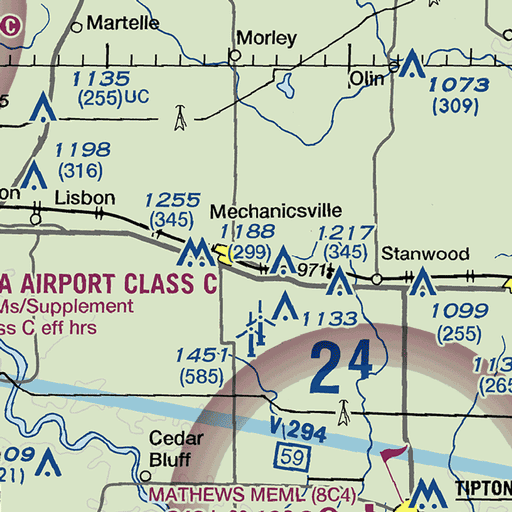 C
Martelle
Morley
Olin
1135
(255)UC
1073
(309)
1198
(316)
on
Lisbon
1255
(345)
Mechanicsville
1188
(299)
1217
(345)
971
Stanwood
A AIRPORT CLASS C
Ms/Supplement
ss C eff hrs
1133
1099
(255)
1451
(585)
24
113
(265
V 294
59
Cedar
Bluff
09
21)
MATHEWS MEML (8C4)
TIPTON